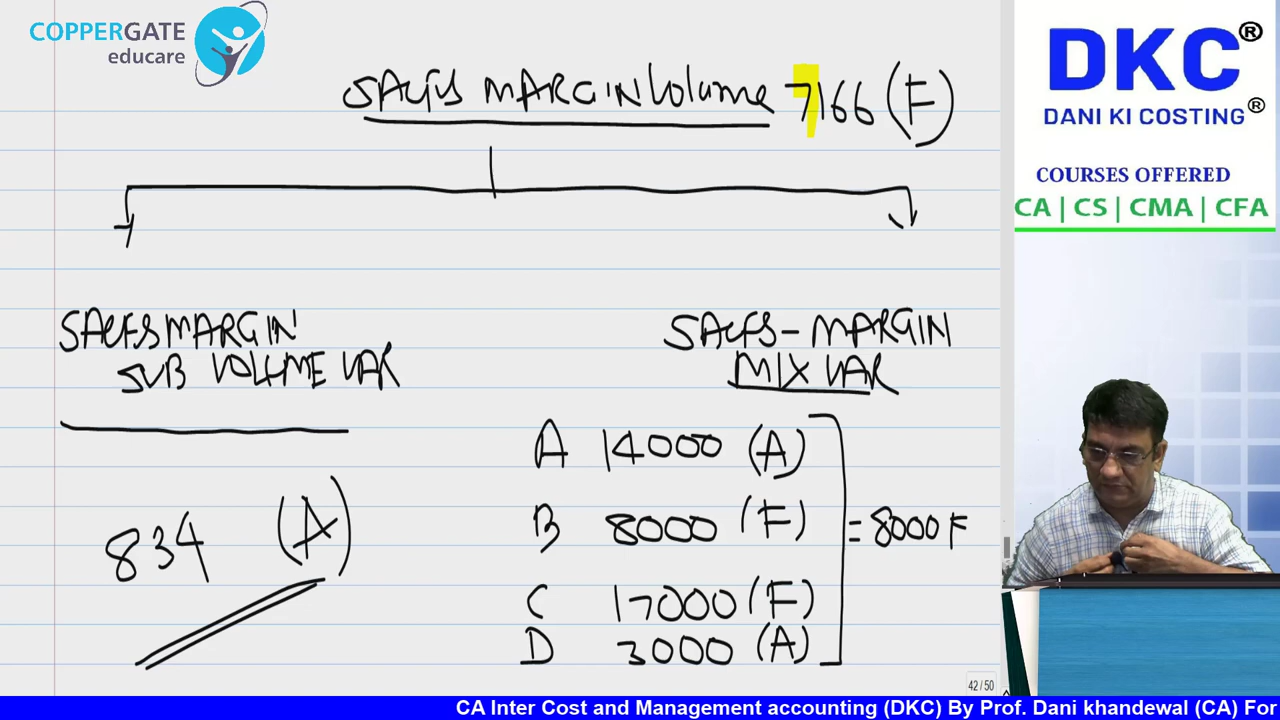 COPPERGATE
educare
SALES MARGIN Volume 7166 (F)
SALES MARGIN
SUB VOLUME VAR
834 (A)
SALES - MARGIN
MIX VAR
A 14000 (A)
B 8000 (F)
C 17000 (F)
D 3000 (A)
= 8000 F
42 / 50
DKC®
DANI KI COSTING®
COURSES OFFERED
CA | CS | CMA | CFA
CA Inter Cost and Management accounting (DKC) By Prof. Dani khandewal (CA) For